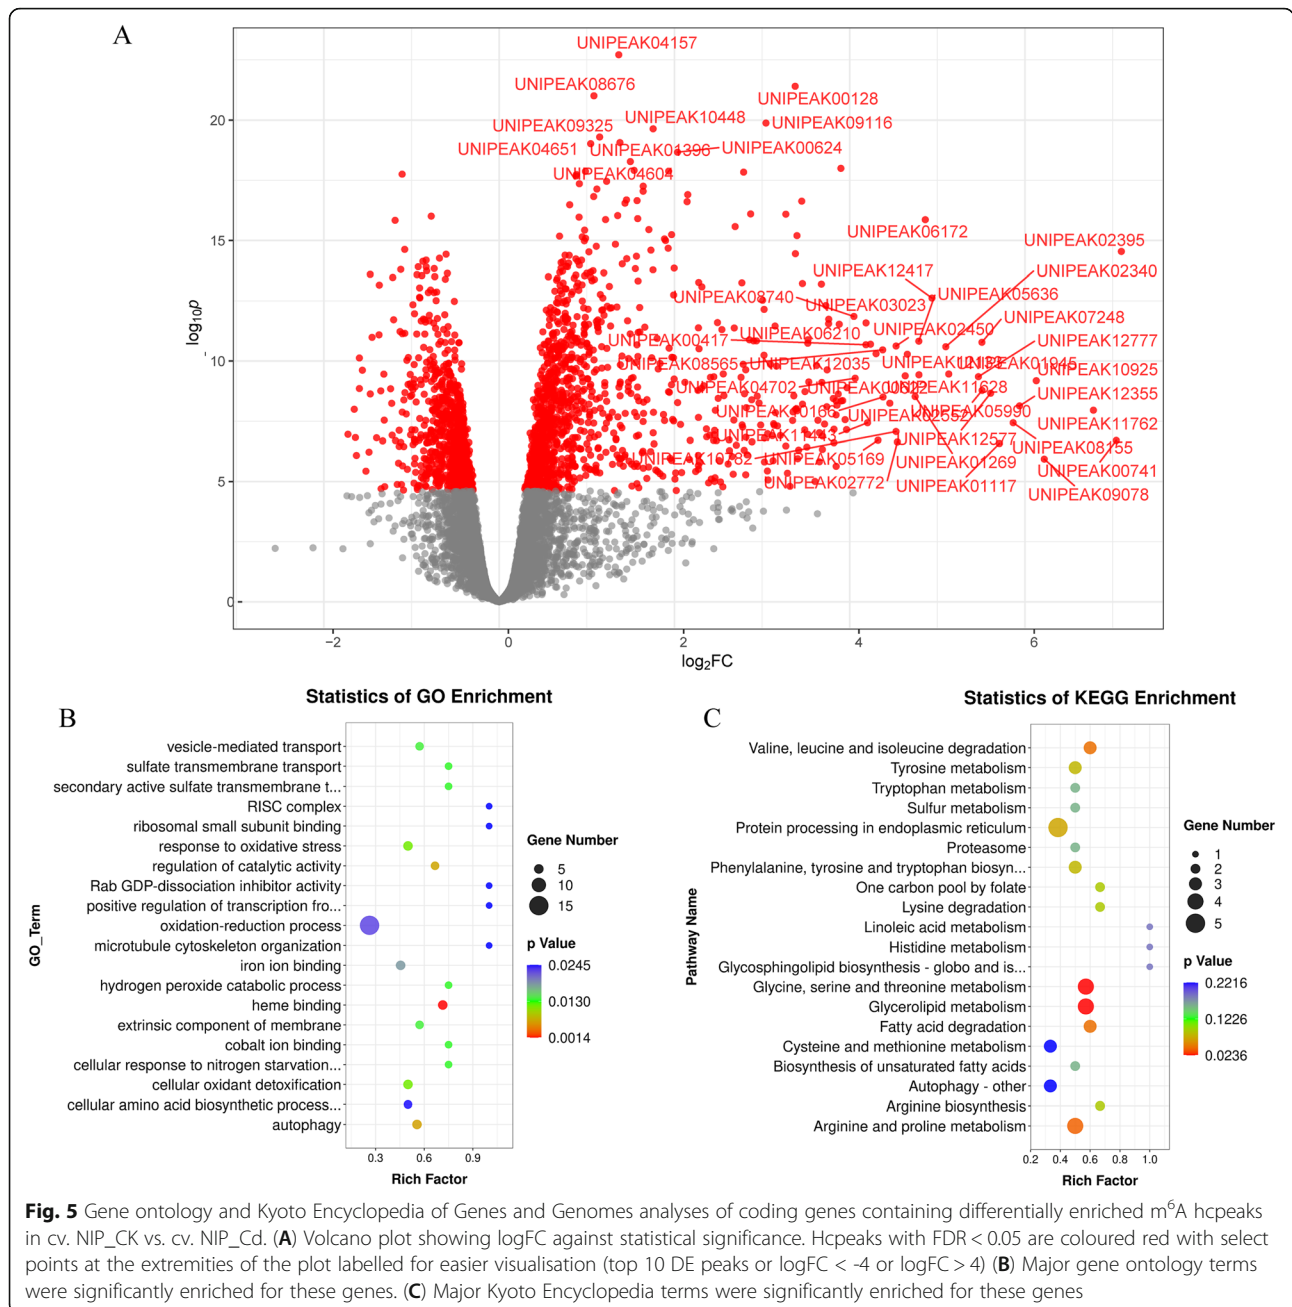 A
UNIPEAK04157
UNIPEAK08676
UNIPEAK00128
UNIPEAK10448
UNIPEAK09325
UNIPEAK09116
UNIPEAK04651
UNIPEAK01396
UNIPEAK00624
UNIPEAK04604
UNIPEAK06172
UNIPEAK02395
UNIPEAK12417
UNIPEAK02340
UNIPEAK08740
UNIPEAK03023
UNIPEAK05636
UNIPEAK07248
UNIPEAK00417
UNIPEAK06210
UNIPEAK02450
UNIPEAK12777
UNIPEAK08565
UNIPEAK12035
UNIPEAK01945
UNIPEAK10925
UNIPEAK04702
UNIPEAK11628
UNIPEAK12355
UNIPEAK10166
UNIPEAK02552
UNIPEAK05990
UNIPEAK11443
UNIPEAK12577
UNIPEAK11762
UNIPEAK08155
UNIPEAK10782
UNIPEAK05169
UNIPEAK01269
UNIPEAK00741
UNIPEAK02772
UNIPEAK01117
UNIPEAK09078
20
15
10
5
0
-log10p
−2
0
2
4
6
log2FC
Statistics of GO Enrichment
B
vesicle-mediated transport
sulfate transmembrane transport
secondary active sulfate transmembrane t...
RISC complex
ribosomal small subunit binding
response to oxidative stress
regulation of catalytic activity
Rab GDP-dissociation inhibitor activity
positive regulation of transcription fro...
oxidation-reduction process
microtubule cytoskeleton organization
iron ion binding
hydrogen peroxide catabolic process
heme binding
extrinsic component of membrane
cobalt ion binding
cellular response to nitrogen starvation...
cellular oxidant detoxification
cellular amino acid biosynthetic process...
autophagy
GO_Term
0.3
0.6
0.9
Rich Factor
Gene Number
5
10
15
p Value
0.0245
0.0130
0.0014
Statistics of KEGG Enrichment
C
Valine, leucine and isoleucine degradation
Tyrosine metabolism
Tryptophan metabolism
Sulfur metabolism
Protein processing in endoplasmic reticulum
Proteasome
Phenylalanine, tyrosine and tryptophan biosyn...
One carbon pool by folate
Lysine degradation
Linoleic acid metabolism
Histidine metabolism
Glycosphingolipid biosynthesis - globo and is...
Glycine, serine and threonine metabolism
Glycerolipid metabolism
Fatty acid degradation
Cysteine and methionine metabolism
Biosynthesis of unsaturated fatty acids
Autophagy - other
Arginine biosynthesis
Arginine and proline metabolism
Pathway Name
0.2
0.4
0.6
0.8
1.0
Rich Factor
Gene Number
1
2
3
4
5
p Value
0.2216
0.1226
0.0236
Fig. 5 Gene ontology and Kyoto Encyclopedia of Genes and Genomes analyses of coding genes containing differentially enriched m⁶A hcpeaks
in cv. NIP_CK vs. cv. NIP_Cd. (A) Volcano plot showing logFC against statistical significance. Hcpeaks with FDR < 0.05 are coloured red with select
points at the extremities of the plot labelled for easier visualisation (top 10 DE peaks or logFC < -4 or logFC > 4) (B) Major gene ontology terms
were significantly enriched for these genes. (C) Major Kyoto Encyclopedia terms were significantly enriched for these genes